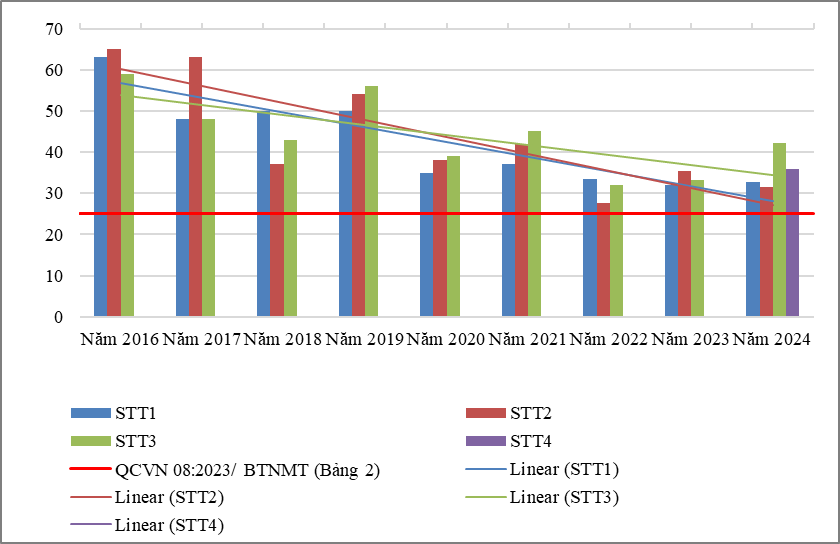 70
60
50
40
30
20
10
0
Năm 2016 Năm 2017 Năm 2018 Năm 2019 Năm 2020 Năm 2021 Năm 2022 Năm 2023 Năm 2024
STT1 STT2
STT3 STT4
QCVN 08:2023/ BTNMT (Bảng 2) Linear (STT1)
Linear (STT2) Linear (STT3)
Linear (STT4)